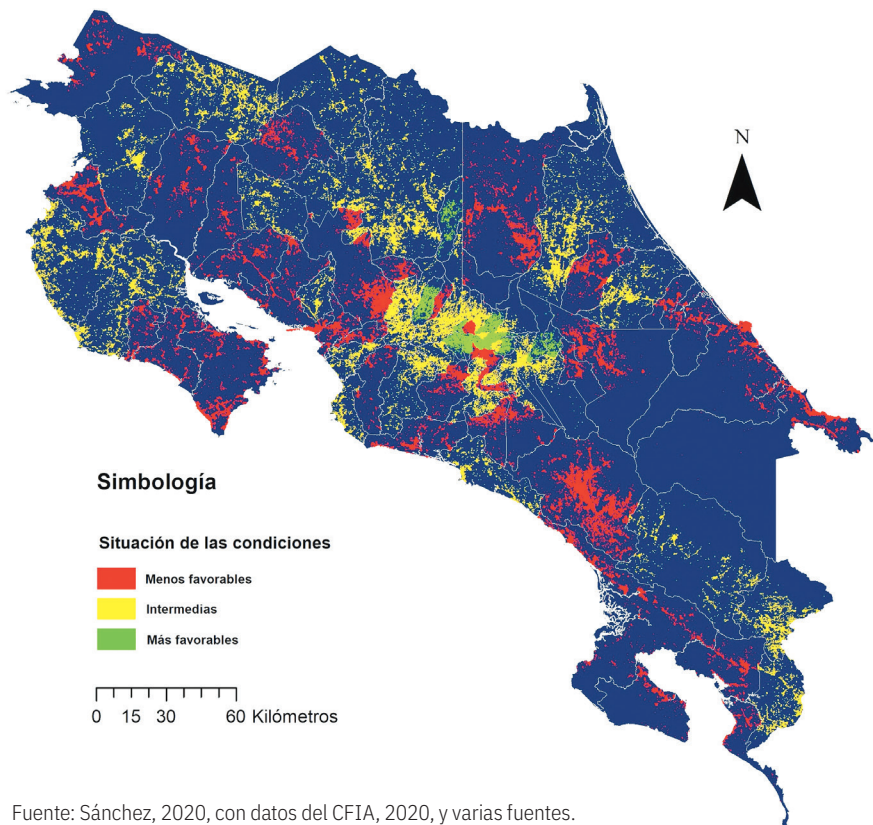 N
Simbología
Situación de las condiciones
Menos favorables
Intermedias
Más favorables
0 15 30 60 Kilómetros
Fuente: Sánchez, 2020, con datos del CFIA, 2020, y varias fuentes.